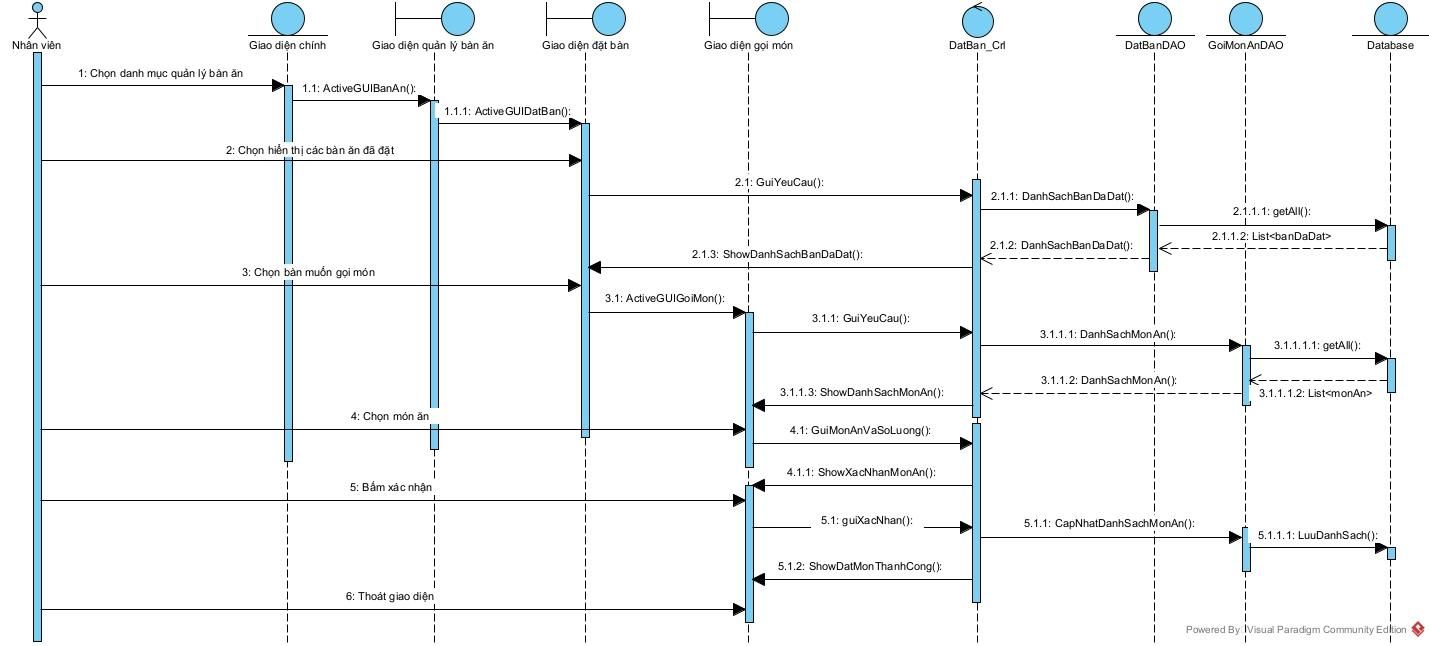 Nhân viên
Giao diện chính
Giao diện quản lý bàn ăn
Giao diện đặt bàn
Giao diện gọi món
DatBan_Crl
DatBanDAO
GoiMonAnDAO
Database
1: Chọn danh mục quản lý bàn ăn
1.1: ActiveGUIBanAn():
1.1.1: ActiveGUIDatBan():
2: Chọn hiển thị các bàn ăn đã đặt
2.1: GuiYeuCau():
2.1.1: DanhSachBanDaDat():
2.1.1.1: getAll():
2.1.1.2: List<banDaDat>
2.1.2: DanhSachBanDaDat():
2.1.3: ShowDanhSachBanDaDat():
3: Chọn bàn muốn gọi món
3.1: ActiveGUIGoiMon():
3.1.1: GuiYeuCau():
3.1.1.1: DanhSachMonAn():
3.1.1.1.1: getAll():
3.1.1.2: DanhSachMonAn():
3.1.1.1.2: List<monAn>
3.1.1.3: ShowDanhSachMonAn():
4: Chọn món ăn
4.1: GuiMonAnVaSoLuong():
4.1.1: ShowXacNhanMonAn():
5: Bấm xác nhận
5.1: guiXacNhan():
5.1.1: CapNhatDanhSachMonAn():
5.1.1.1: LuuDanhSach():
5.1.2: ShowDatMonThanhCong():
6: Thoát giao diện
Powered By Visual Paradigm Community Edition